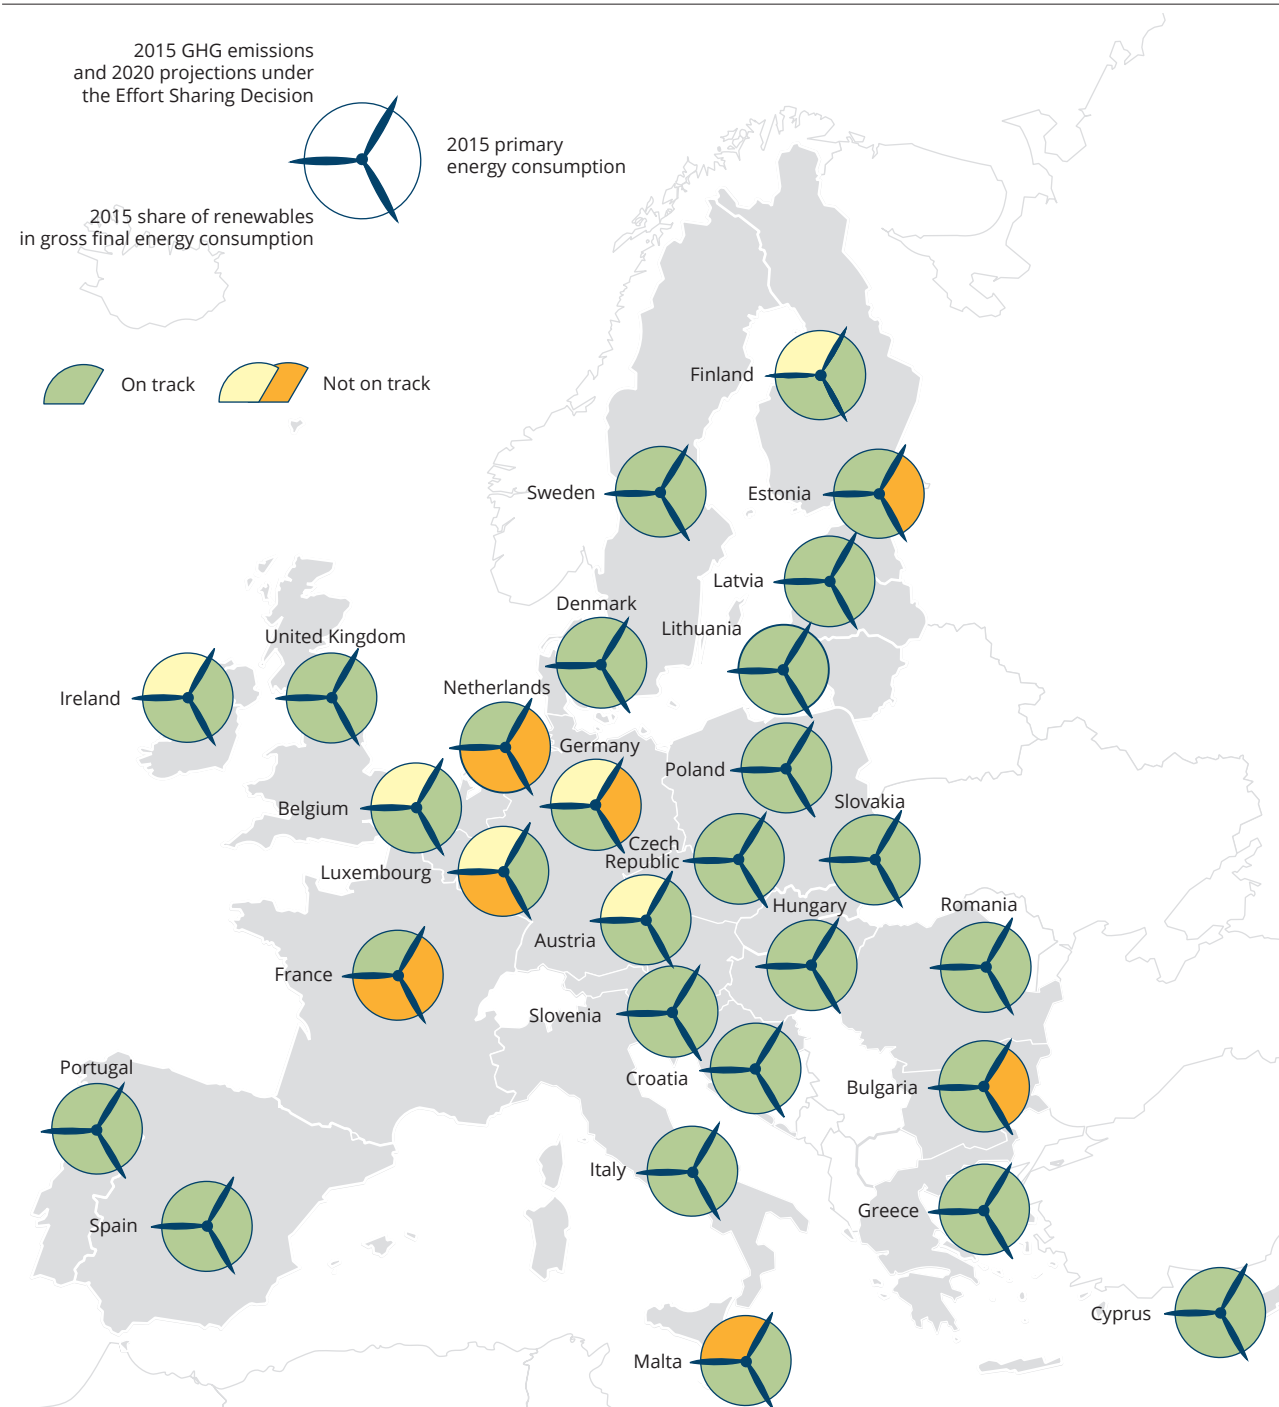 2015 GHG emissions
and 2020 projections under
the Effort Sharing Decision
2015 primary
energy consumption
2015 share of renewables
in gross final energy consumption
On track
Not on track
Finland
Sweden
Estonia
Latvia
Denmark
Lithuania
United Kingdom
Ireland
Netherlands
Germany
Poland
Belgium
Slovakia
Czech
Republic
Luxembourg
Hungary
Romania
Austria
France
Slovenia
Portugal
Croatia
Bulgaria
Italy
Greece
Spain
Cyprus
Malta